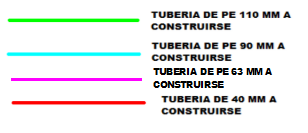 TUBERIA DE PE 110 MM A
CONSTRUIRSE
TUBERIA DE PE 90 MM A
CONSTRUIRSE
TUBERIA DE PE 63 MM A
CONSTRUIRSE
TUBERIA DE 40 MM A
CONSTRUIRSE